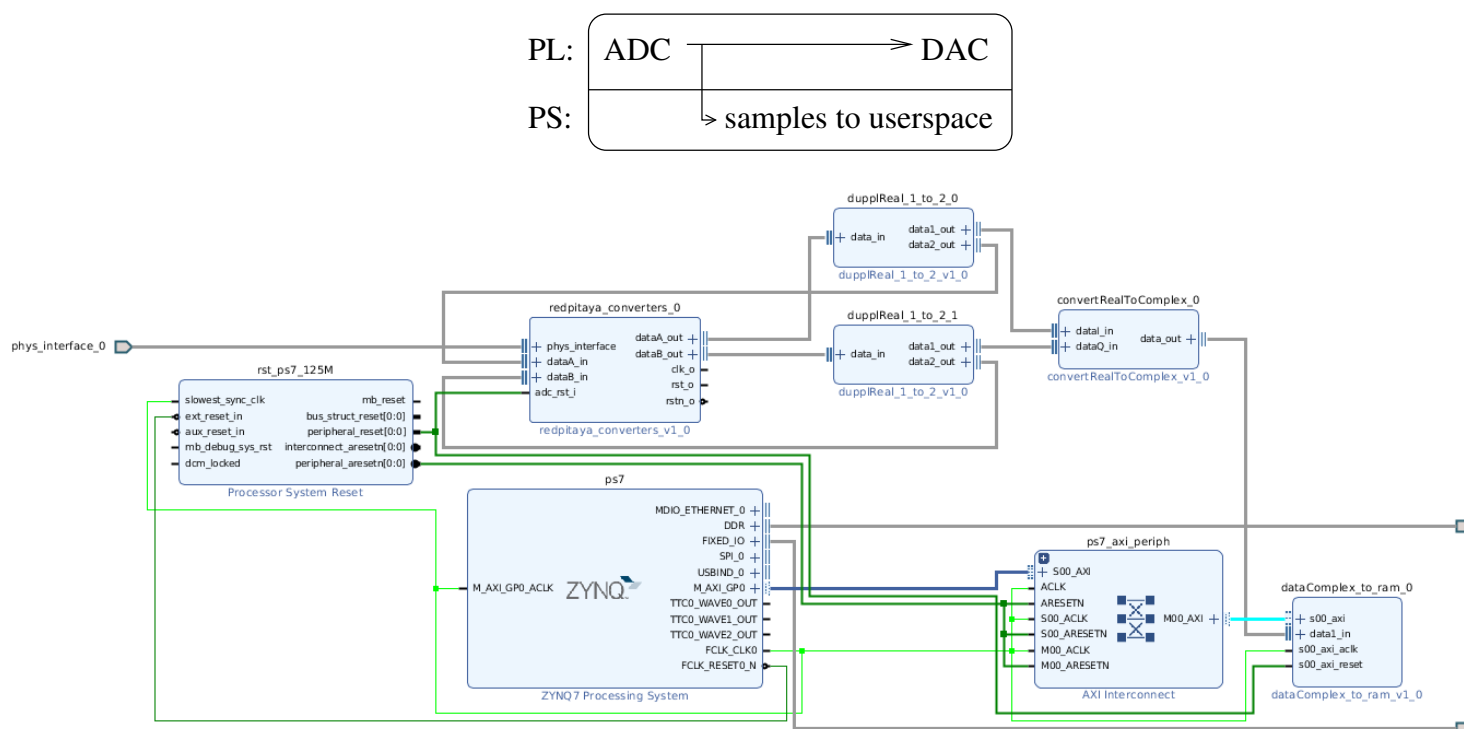 PL: ADC DAC
PS: samples to userspace
dupplReal_1_to_2_0
data_in
data1_out
data2_out
dupplReal_1_to_2_v1_0
redpitaya_converters_0
phys_interface
dataA_in
dataB_in
adc_rst_i
dataA_out
dataB_out
clk_o
rst_o
rstn_o
redpitaya_converters_v1_0
dupplReal_1_to_2_1
data_in
data1_out
data2_out
dupplReal_1_to_2_v1_0
convertRealToComplex_0
dataI_in
dataQ_in
data_out
convertRealToComplex_v1_0
phys_interface_0
rst_ps7_125M
slowest_sync_clk
ext_reset_in
aux_reset_in
mb_debug_sys_rst
dcm_locked
mb_reset
bus_struct_reset[0:0]
peripheral_reset[0:0]
interconnect_aresetn[0:0]
peripheral_aresetn[0:0]
Processor System Reset
ps7
M_AXI_GP0_ACLK
ZYNQ
MDIO_ETHERNET_0
DDR
FIXED_IO
SPI_0
USBIND_0
M_AXI_GP0
TTC0_WAVE0_OUT
TTC0_WAVE1_OUT
TTC0_WAVE2_OUT
FCLK_CLK0
FCLK_RESET0_N
ZYNQ7 Processing System
ps7_axi_periph
S00_AXI
ACLK
ARESETN
S00_ACLK
S00_ARESETN
M00_ACLK
M00_ARESETN
M00_AXI
AXI Interconnect
dataComplex_to_ram_0
s00_axi
data1_in
s00_axi_aclk
s00_axi_reset
dataComplex_to_ram_v1_0